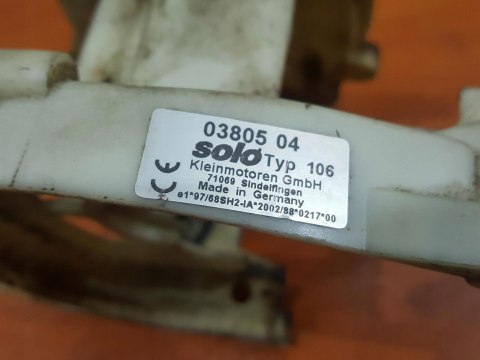 03805 04
solo Typ 106
Kleinmotoren GmbH
71069 Sindelfingen
Made in Germany
e1*97/68SH2-IA*2002/88*0217*00